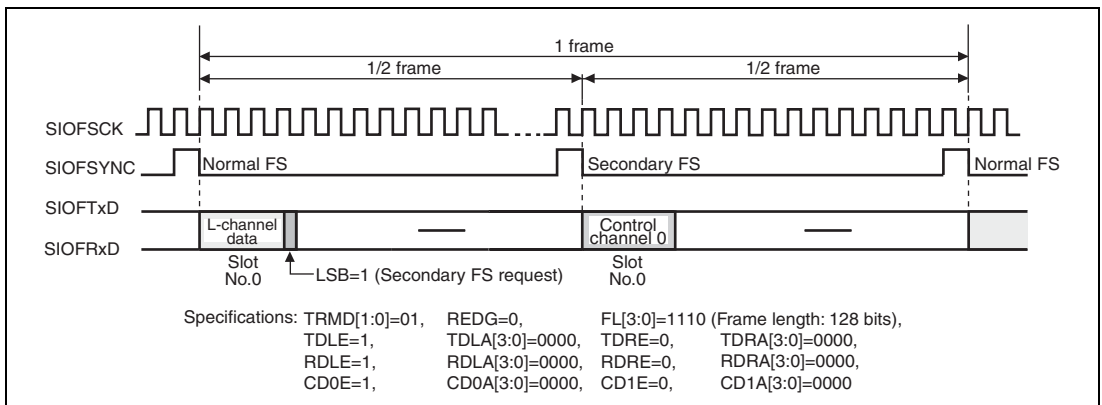 1 frame
1/2 frame 1/2 frame
SIOFSCK
SIOFSYNC Normal FS Secondary FS Normal FS
SIOFTxD
L-channel
data
Control
channel 0
SIOFRxD
Slot
No.0
LSB=1 (Secondary FS request)
Slot
No.0
Specifications: TRMD[1:0]=01, REDG=0, FL[3:0]=1110 (Frame length: 128 bits),
TDLE=1, TDLA[3:0]=0000, TDRE=0, TDRA[3:0]=0000,
RDLE=1, RDLA[3:0]=0000, RDRE=0, RDRA[3:0]=0000,
CD0E=1, CD0A[3:0]=0000, CD1E=0, CD1A[3:0]=0000